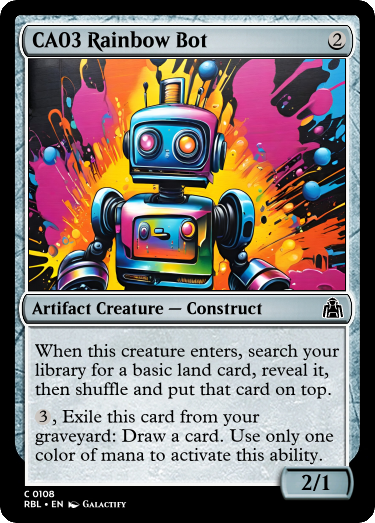 CA03 Rainbow Bot 2
Artifact Creature — Construct
When this creature enters, search your
library for a basic land card, reveal it,
then shuffle and put that card on top.
3, Exile this card from your
graveyard: Draw a card. Use only one
color of mana to activate this ability.
2/1
C 0108
RBL • EN Galactify